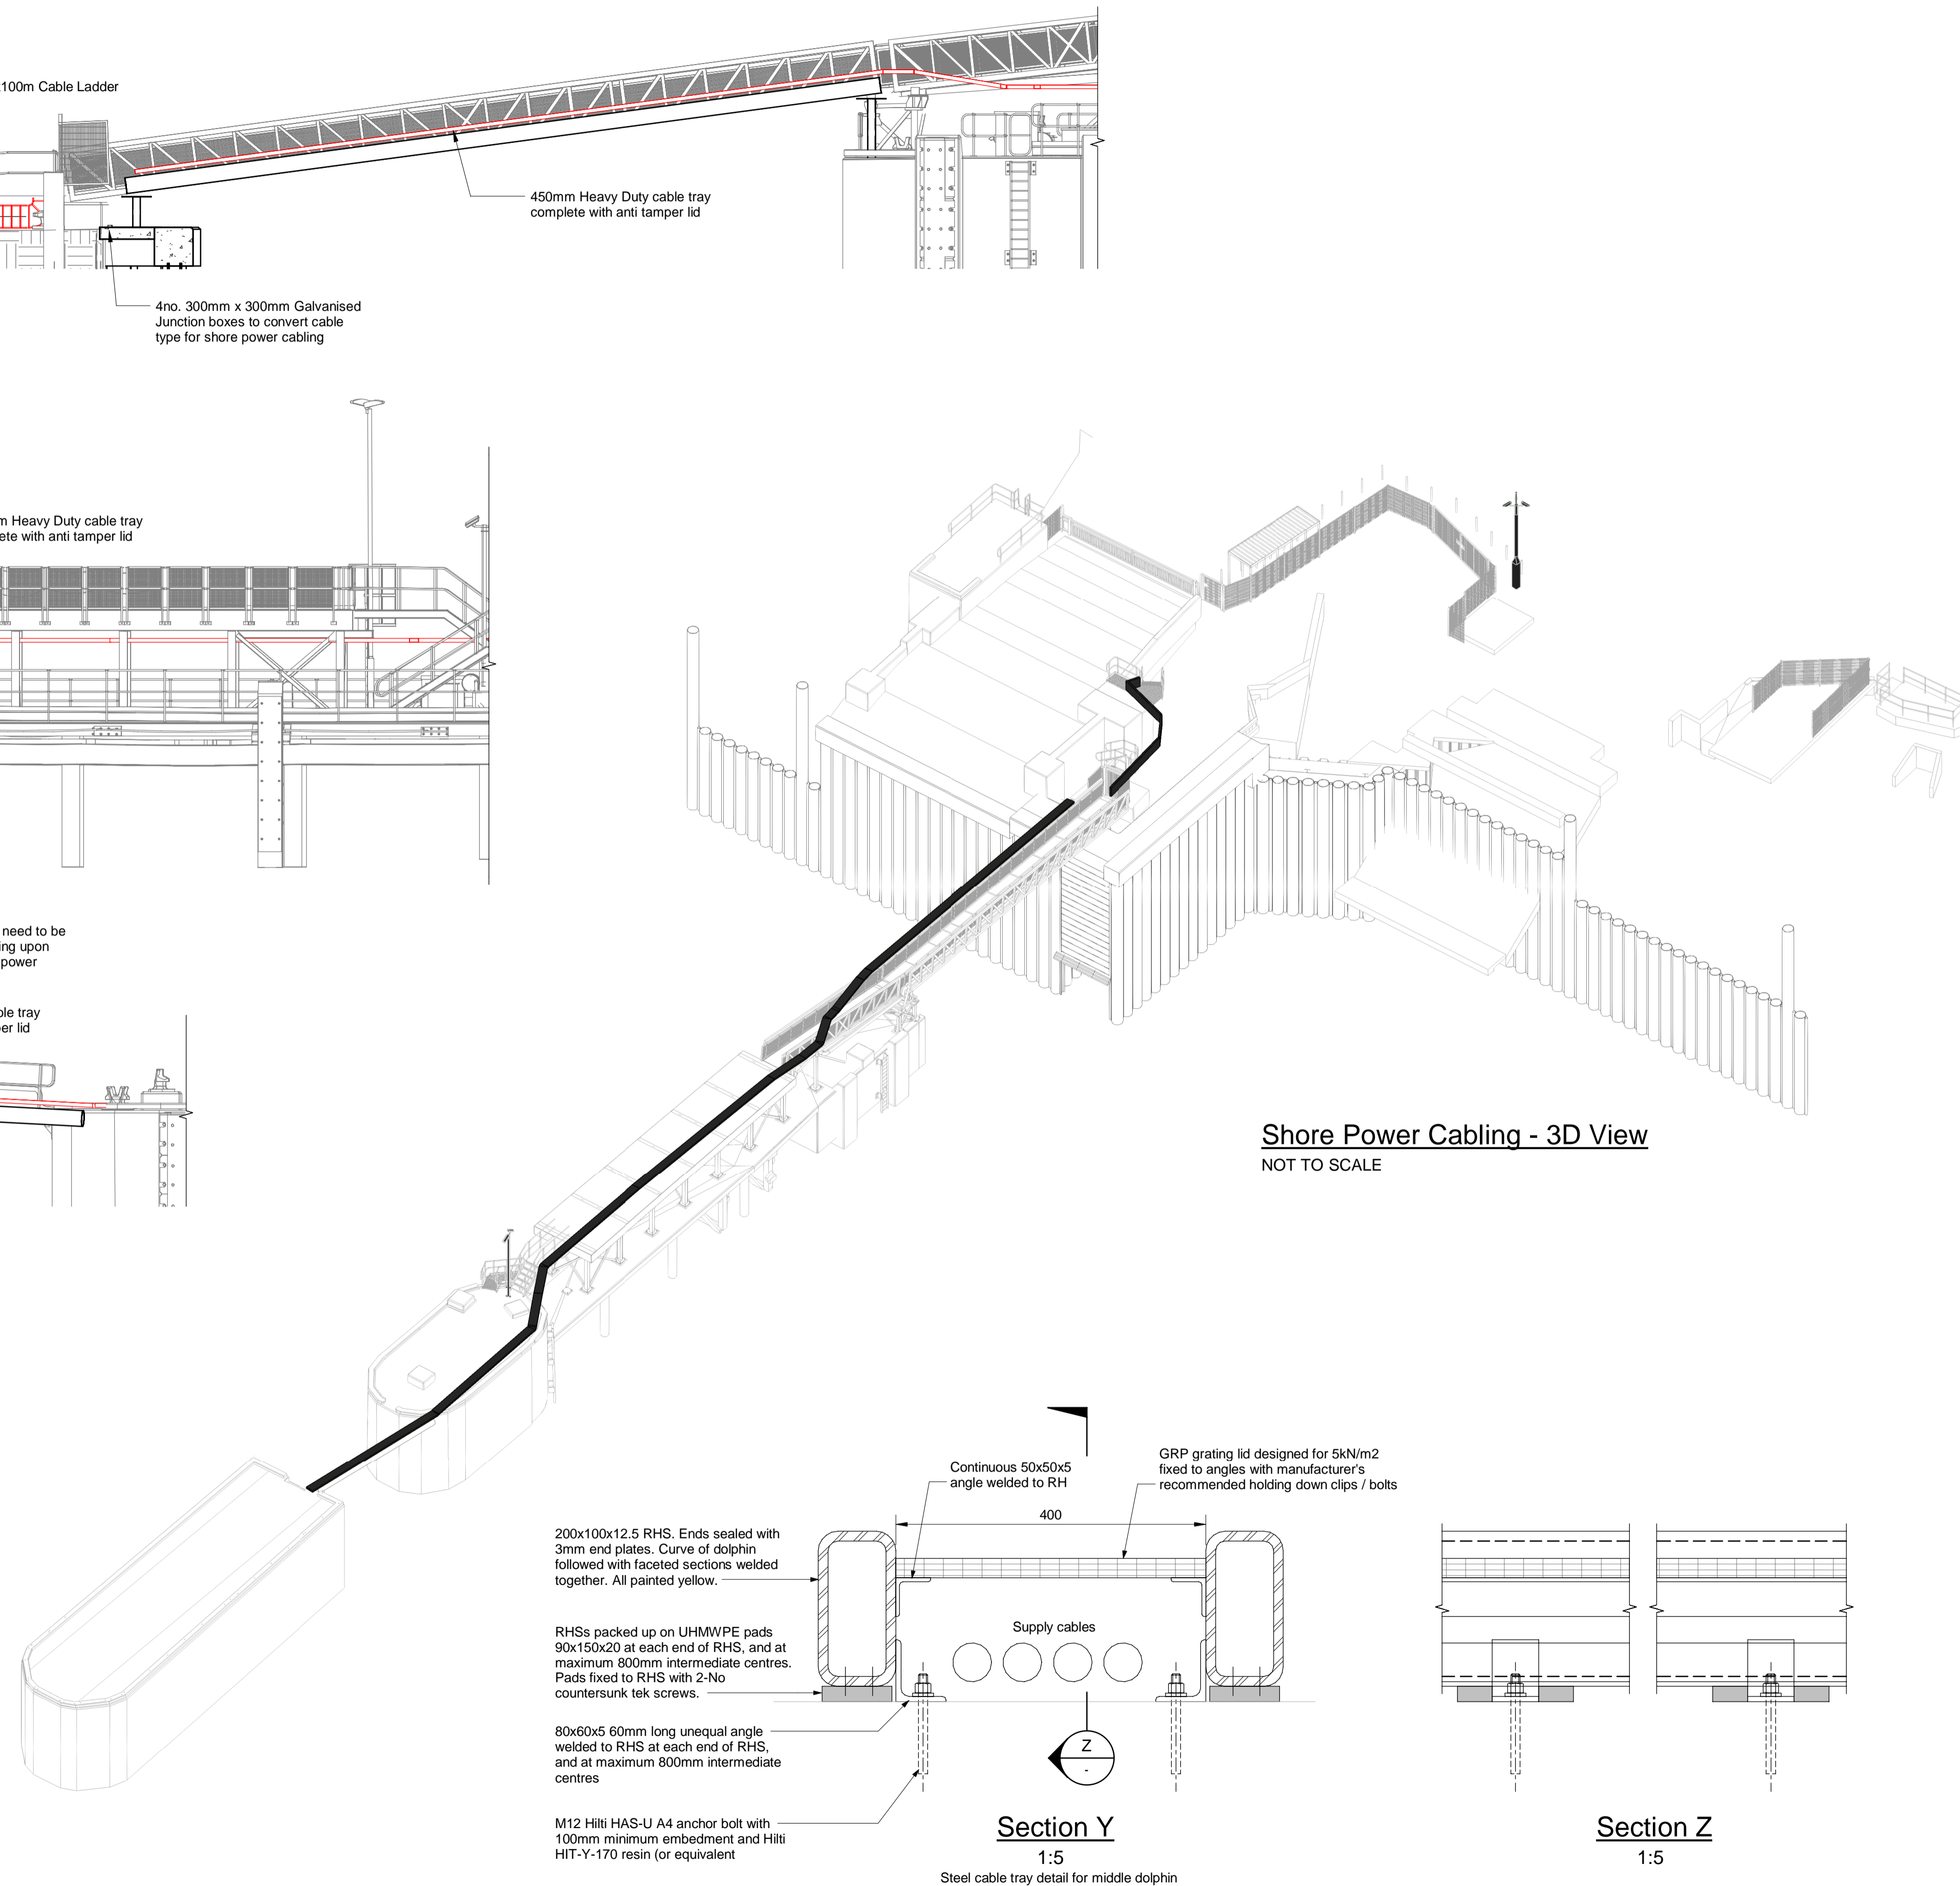 100m Cable Ladder
450mm Heavy Duty cable tray
complete with anti tamper lid
4no. 300mm x 300mm Galvanised
Junction boxes to convert cable
type for shore power cabling
m Heavy Duty cable tray
ete with anti tamper lid
need to be
ing upon
power
ble tray
er lid
Shore Power Cabling - 3D View
NOT TO SCALE
Continuous 50x50x5
angle welded to RH
GRP grating lid designed for 5kN/m2
fixed to angles with manufacturer's
recommended holding down clips / bolts
400
200x100x12.5 RHS. Ends sealed with
3mm end plates. Curve of dolphin
followed with faceted sections welded
together. All painted yellow.
RHSs packed up on UHMWPE pads
90x150x20 at each end of RHS, and at
maximum 800mm intermediate centres.
Pads fixed to RHS with 2-No
countersunk tek screws.
Supply cables
80x60x5 60mm long unequal angle
welded to RHS at each end of RHS,
and at maximum 800mm intermediate
centres
Z
-
M12 Hilti HAS-U A4 anchor bolt with
100mm minimum embedment and Hilti
HIT-Y-170 resin (or equivalent
Section Y
1:5
Steel cable tray detail for middle dolphin
Section Z
1:5